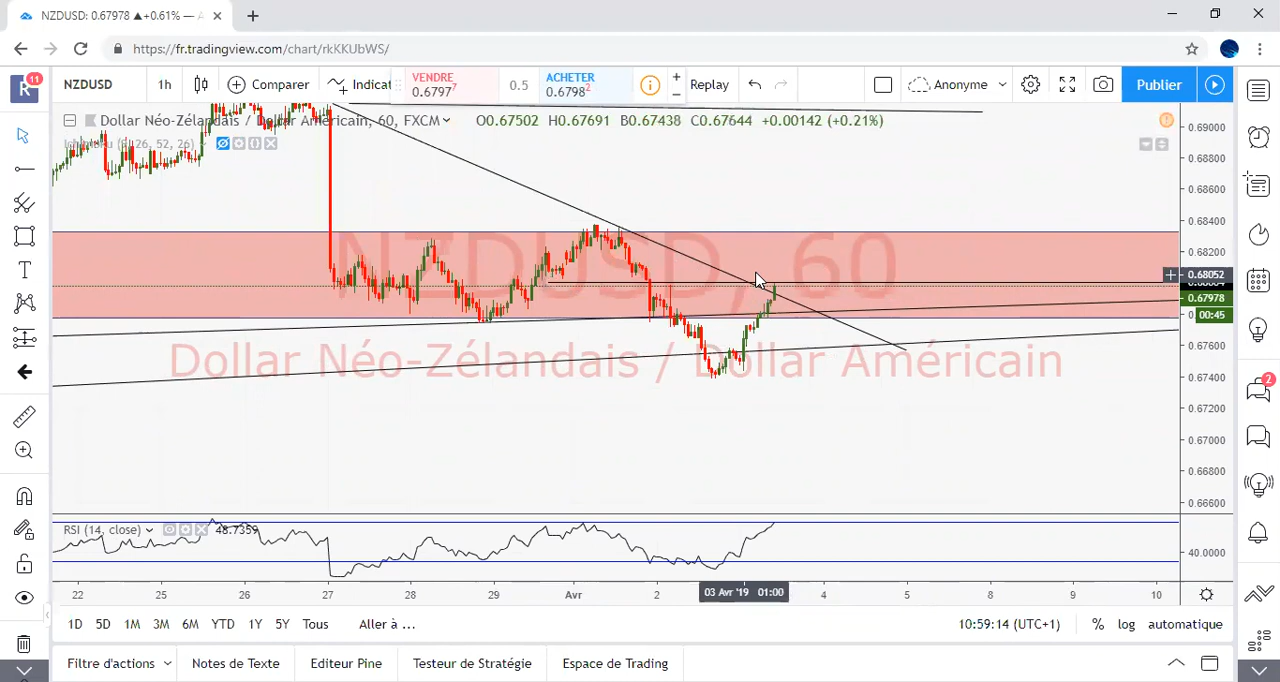 NZDUSD: 0.67978 ▲+0.61% — A
https://fr.tradingview.com/chart/rkKKUbWS/
R 11
NZDUSD 1h Comparer Indicat
VENDRE 0.6797⁷ 0.5 ACHETER 0.6798²
Replay Anonyme Publier
Dollar Néo-Zélandais / Dollar Américain, 60, FXCM O0.67502 H0.67691 B0.67438 C0.67644 +0.00142 (+0.21%)
0.69000
0.68800
0.68600
0.68400
0.68200
0.68052
0.67978
00:45
0.67600
0.67400
0.67200
0.67000
0.66800
0.66600
NZDUSD, 60
Dollar Néo-Zélandais / Dollar Américain
RSI (14, close) 48.7359
40.0000
22 25 26 27 28 29 Avr 2 03 Avr '19 01:00 4 5 8 9 10
1D 5D 1M 3M 6M YTD 1Y 5Y Tous Aller à ... 10:59:14 (UTC+1) % log automatique
Filtre d'actions Notes de Texte Editeur Pine Testeur de Stratégie Espace de Trading
2